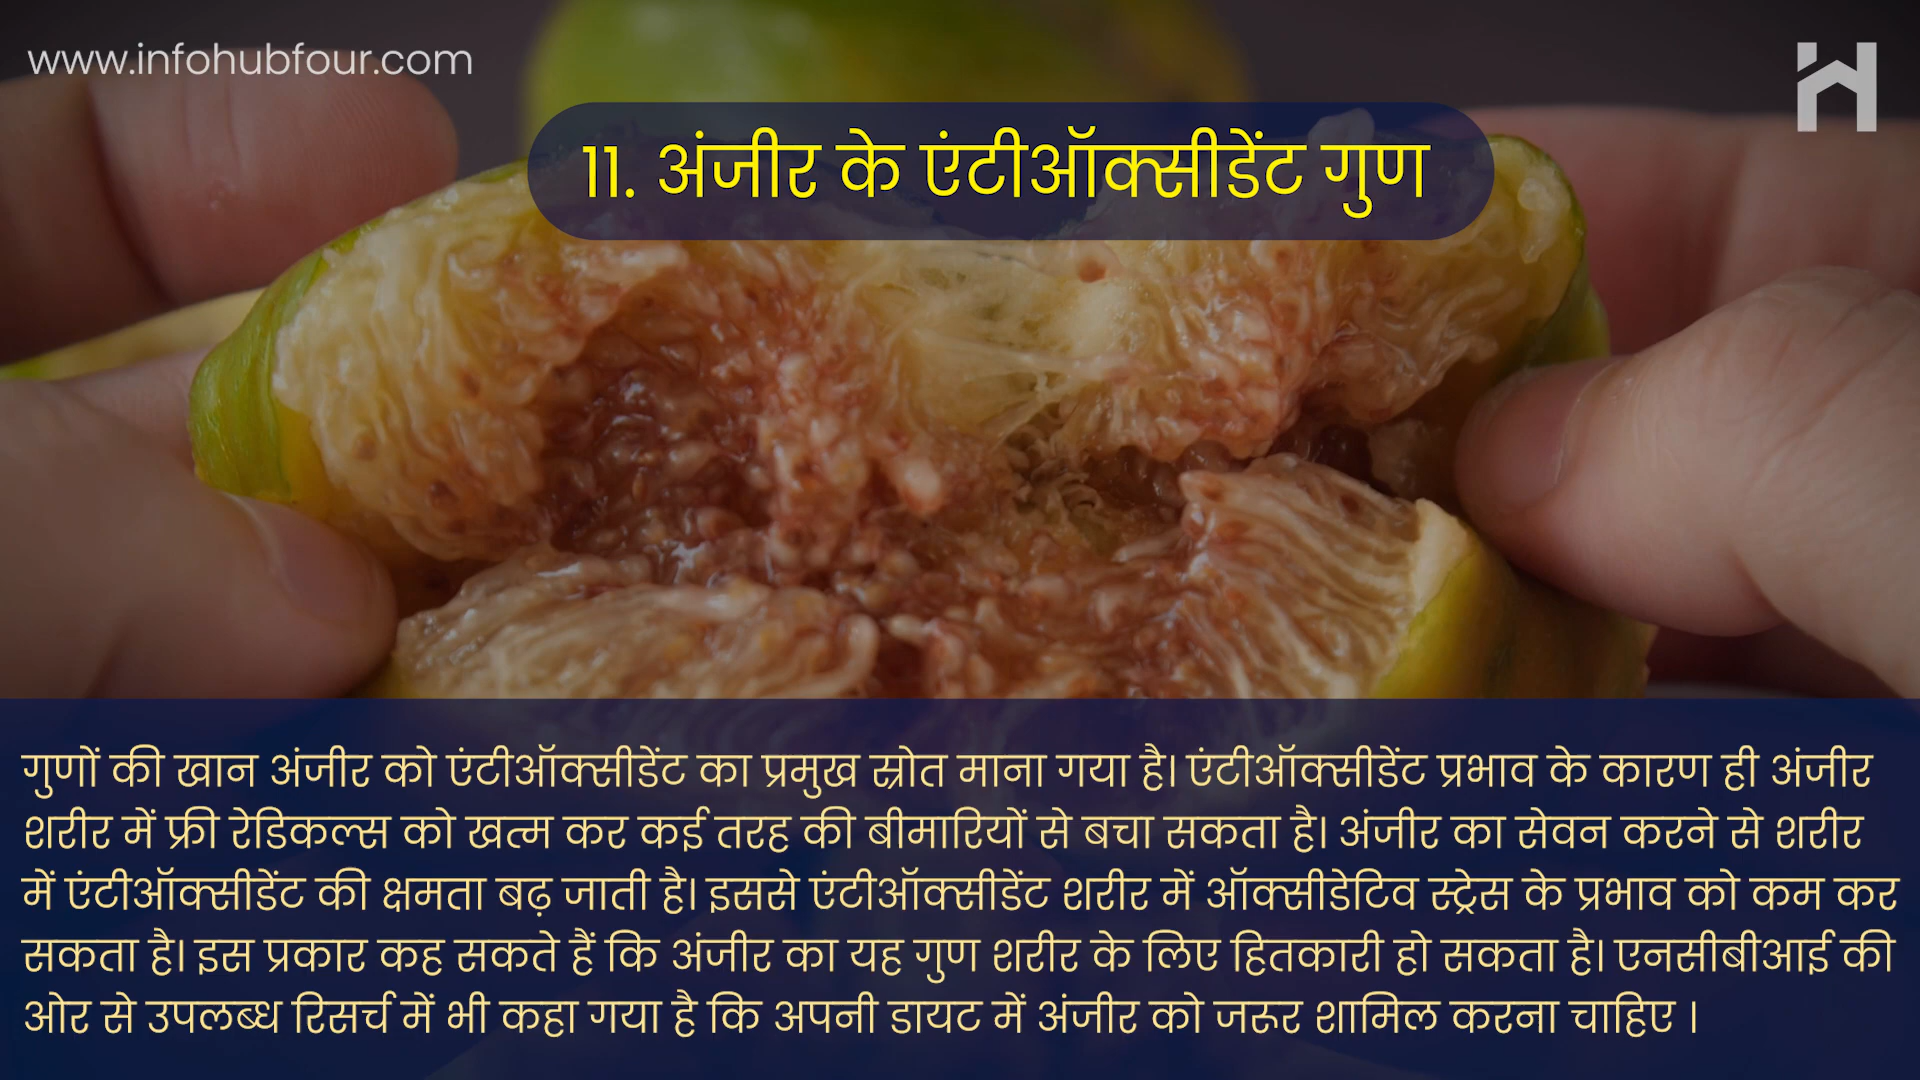 www.infohubfour.com
11. अंजीर के एंटीऑक्सीडेंट गुण
गुणों की खान अंजीर को एंटीऑक्सीडेंट का प्रमुख स्रोत माना गया है। एंटीऑक्सीडेंट प्रभाव के कारण ही अंजीर
शरीर में फ्री रेडिकल्स को खत्म कर कई तरह की बीमारियों से बचा सकता है। अंजीर का सेवन करने से शरीर
में एंटीऑक्सीडेंट की क्षमता बढ़ जाती है। इससे एंटीऑक्सीडेंट शरीर में ऑक्सीडेटिव स्ट्रेस के प्रभाव को कम कर
सकता है। इस प्रकार कह सकते हैं कि अंजीर का यह गुण शरीर के लिए हितकारी हो सकता है। एनसीबीआई की
ओर से उपलब्ध रिसर्च में भी कहा गया है कि अपनी डायट में अंजीर को जरूर शामिल करना चाहिए ।